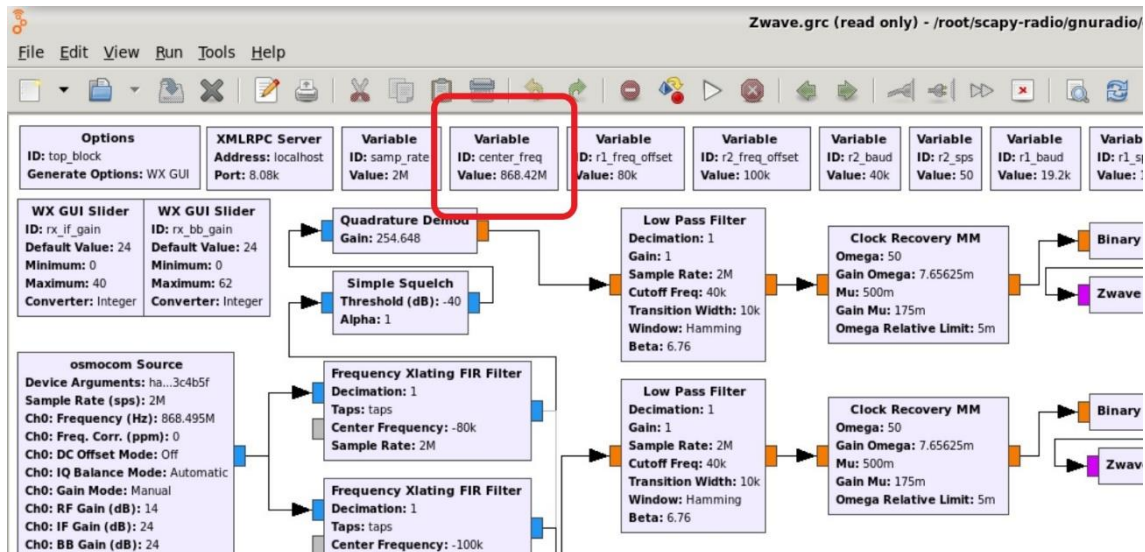 Zwave.grc (read only) - /root/scapy-radio/gnuradio/
File Edit View Run Tools Help
Options
ID: top_block
Generate Options: WX GUI
XMLRPC Server
Address: localhost
Port: 8.08k
Variable
ID: samp_rate
Value: 2M
Variable
ID: center_freq
Value: 868.42M
Variable
ID: r1_freq_offset
Value: 80k
Variable
ID: r2_freq_offset
Value: 100k
Variable
ID: r2_baud
Value: 40k
Variable
ID: r2_sps
Value: 50
Variable
ID: r1_baud
Value: 19.2k
WX GUI Slider
ID: rx_if_gain
Default Value: 24
Minimum: 0
Maximum: 40
Converter: Integer
WX GUI Slider
ID: rx_bb_gain
Default Value: 24
Minimum: 0
Maximum: 62
Converter: Integer
Quadrature Demod
Gain: 254.648
Simple Squelch
Threshold (dB): -40
Alpha: 1
Low Pass Filter
Decimation: 1
Gain: 1
Sample Rate: 2M
Cutoff Freq: 40k
Transition Width: 10k
Window: Hamming
Beta: 6.76
Clock Recovery MM
Omega: 50
Gain Omega: 7.65625m
Mu: 500m
Gain Mu: 175m
Omega Relative Limit: 5m
Binary
Zwave
osmocom Source
Device Arguments: ha...3c4b5f
Sample Rate (sps): 2M
Ch0: Frequency (Hz): 868.495M
Ch0: Freq. Corr. (ppm): 0
Ch0: DC Offset Mode: Off
Ch0: IQ Balance Mode: Automatic
Ch0: Gain Mode: Manual
Ch0: RF Gain (dB): 14
Ch0: IF Gain (dB): 24
Ch0: BB Gain (dB): 24
Frequency Xlating FIR Filter
Decimation: 1
Taps: taps
Center Frequency: -80k
Sample Rate: 2M
Frequency Xlating FIR Filter
Decimation: 1
Taps: taps
Center Frequency: -100k
Low Pass Filter
Decimation: 1
Gain: 1
Sample Rate: 2M
Cutoff Freq: 40k
Transition Width: 10k
Window: Hamming
Beta: 6.76
Clock Recovery MM
Omega: 50
Gain Omega: 7.65625m
Mu: 500m
Gain Mu: 175m
Omega Relative Limit: 5m
Binary